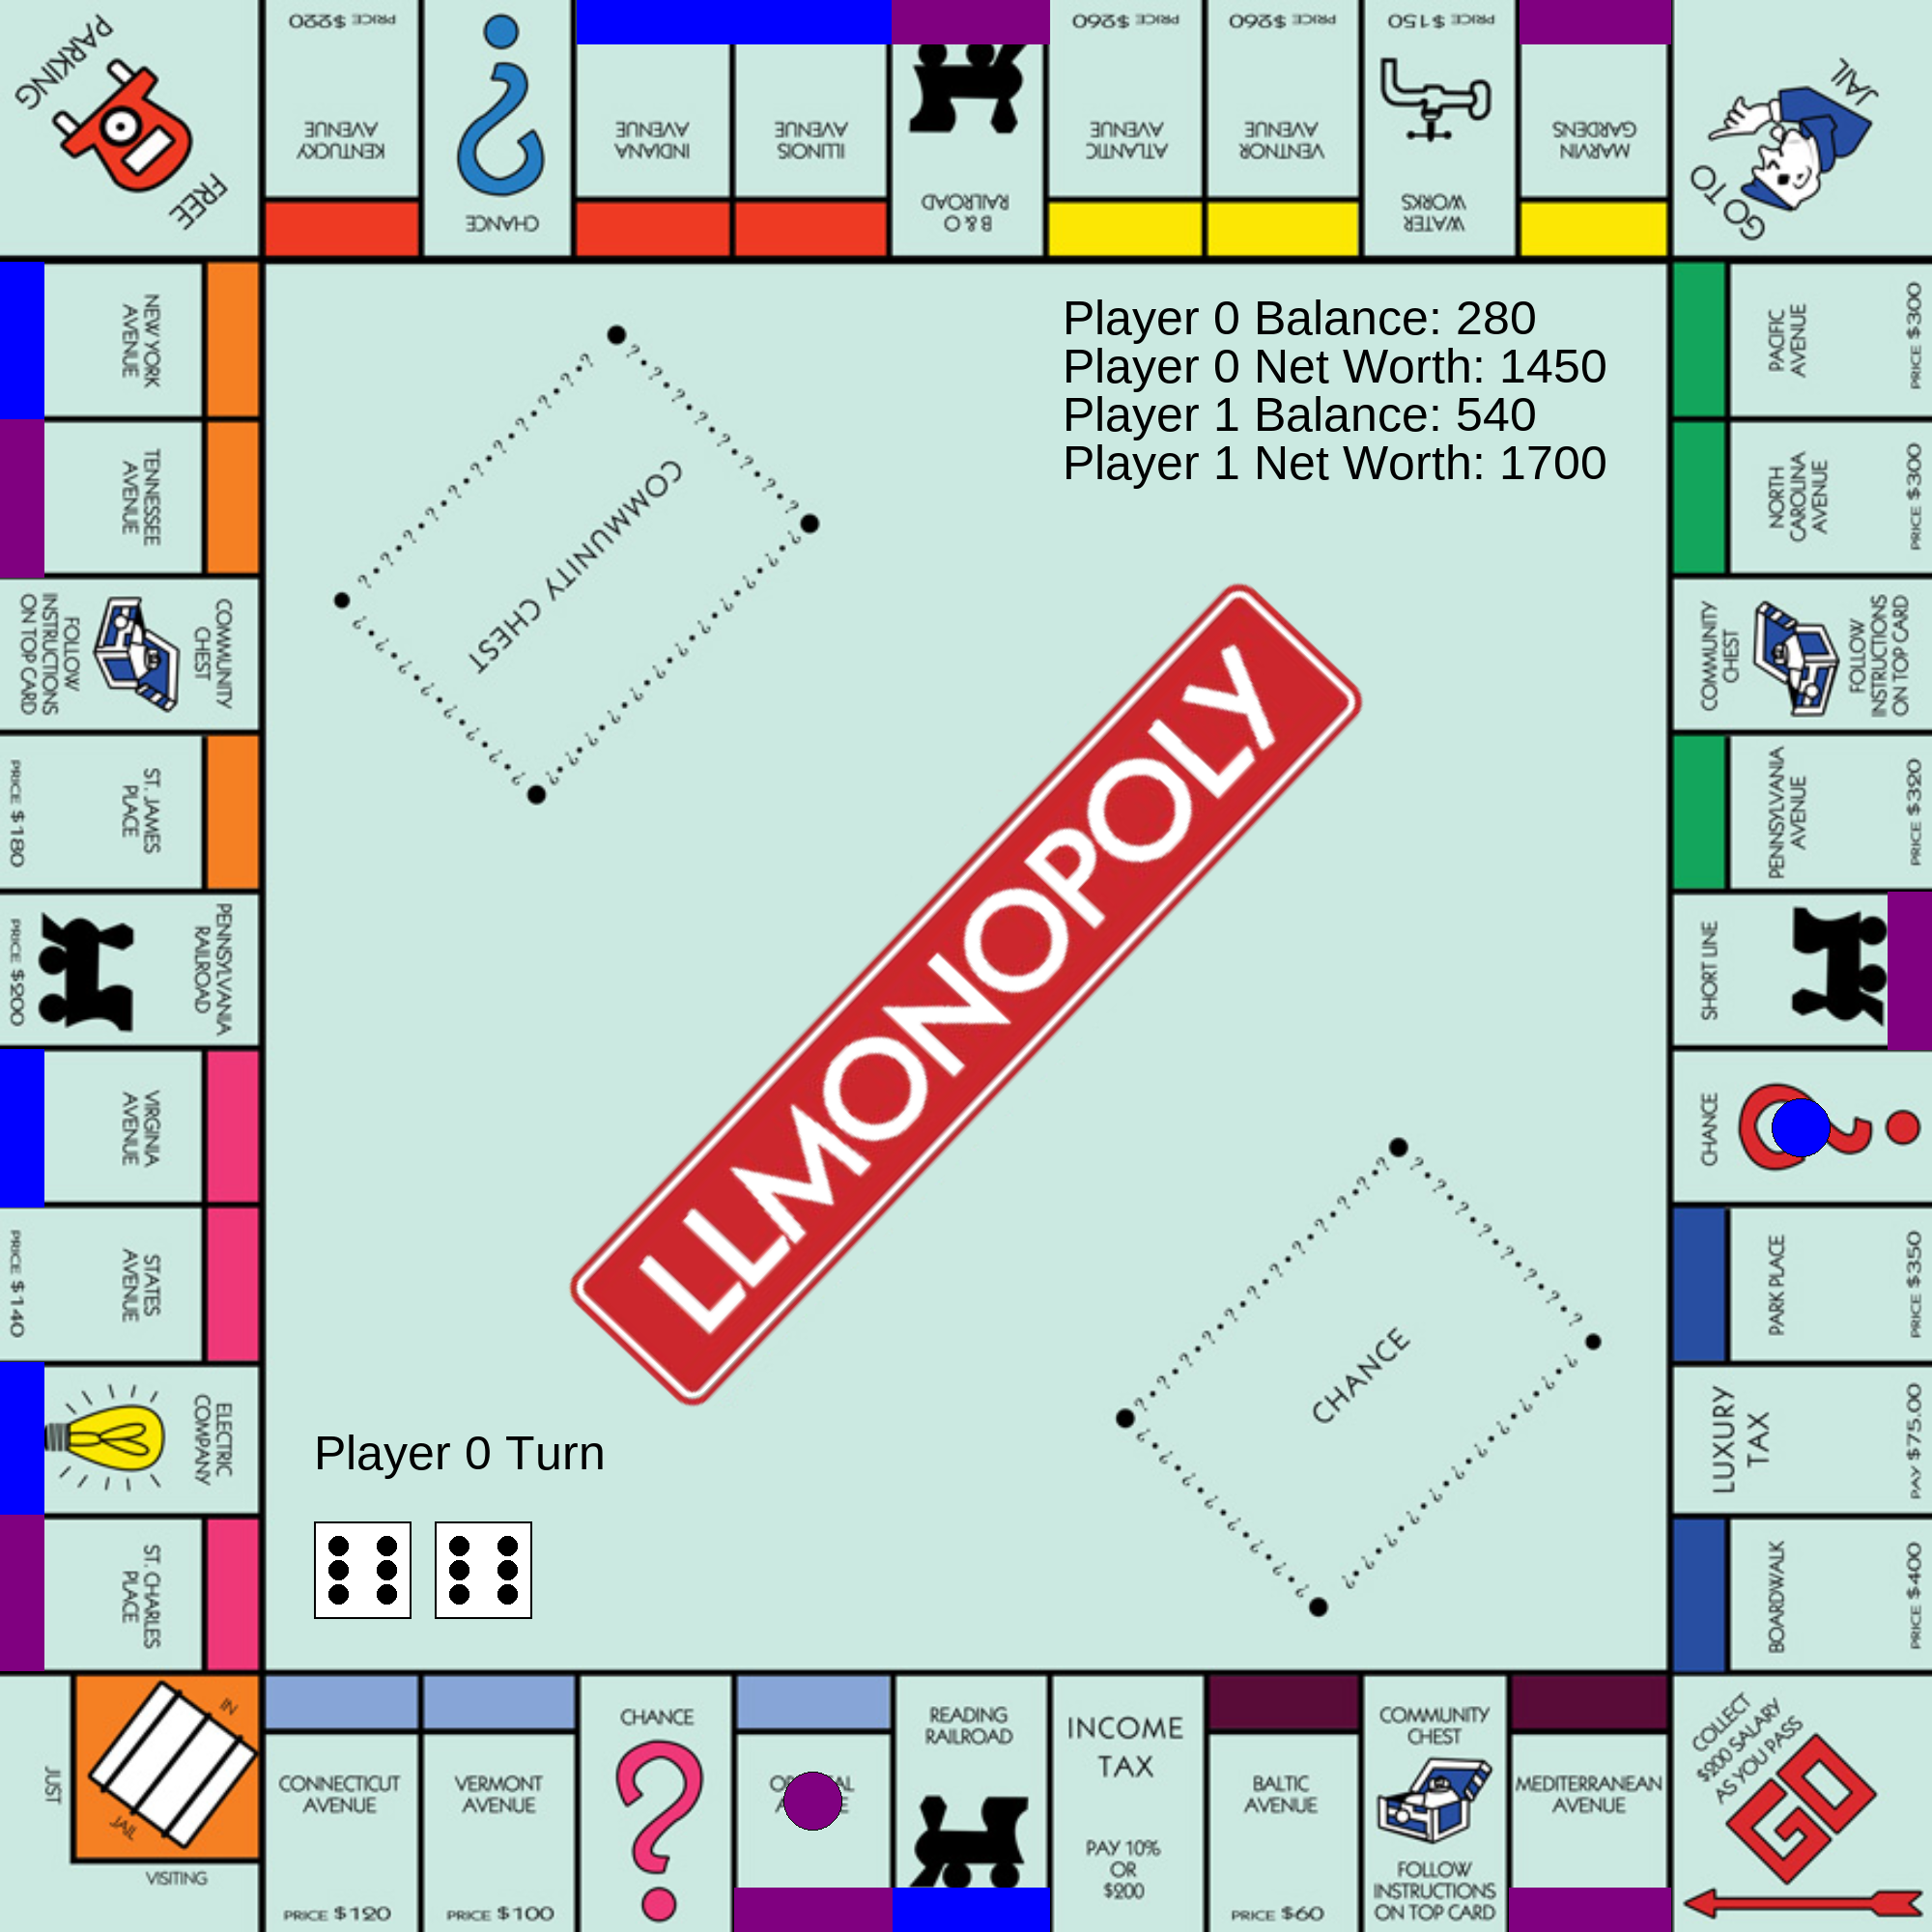 PARKING
FREE
PRICE $220
KENTUCKY
AVENUE
CHANCE
INDIANA
AVENUE
ILLINOIS
AVENUE
B & O
RAILROAD
PRICE $260
ATLANTIC
AVENUE
PRICE $260
VENTNOR
AVENUE
PRICE $150
WATER
WORKS
MARVIN
GARDENS
GO TO
JAIL
NEW YORK
AVENUE
TENNESSEE
AVENUE
COMMUNITY
CHEST
FOLLOW
INSTRUCTIONS
ON TOP CARD
ST. JAMES
PLACE
PRICE $180
PENNSYLVANIA
RAILROAD
PRICE $200
VIRGINIA
AVENUE
STATES
AVENUE
PRICE $140
ELECTRIC
COMPANY
ST. CHARLES
PLACE
Player 0 Balance: 280
Player 0 Net Worth: 1450
Player 1 Balance: 540
Player 1 Net Worth: 1700
COMMUNITY CHEST
LLMONOPOLY
CHANCE
Player 0 Turn
PACIFIC
AVENUE
PRICE $300
NORTH
CAROLINA
AVENUE
PRICE $300
COMMUNITY
CHEST
FOLLOW
INSTRUCTIONS
ON TOP CARD
PENNSYLVANIA
AVENUE
PRICE $320
SHORT LINE
CHANCE
PARK PLACE
PRICE $350
LUXURY
TAX
PAY $75.00
BOARDWALK
PRICE $400
IN
JAIL
JUST
VISITING
CONNECTICUT
AVENUE
PRICE $120
VERMONT
AVENUE
PRICE $100
CHANCE
READING
RAILROAD
INCOME
TAX
PAY 10%
OR
$200
BALTIC
AVENUE
PRICE $60
COMMUNITY
CHEST
FOLLOW
INSTRUCTIONS
ON TOP CARD
MEDITERRANEAN
AVENUE
COLLECT
$200 SALARY
AS YOU PASS
GO